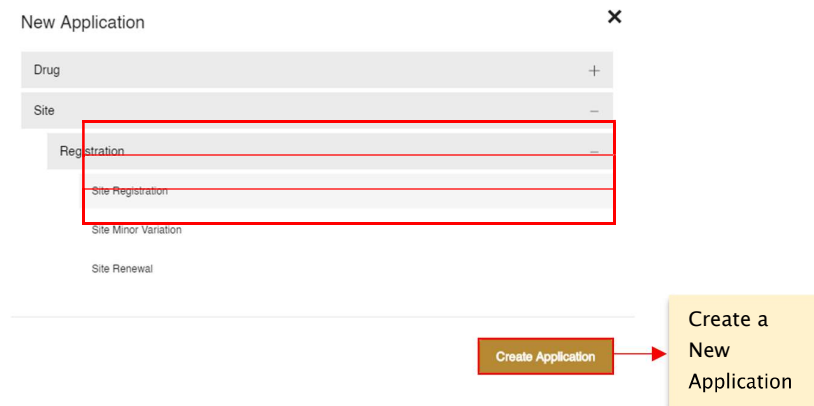 New Application
Drug
Site
Registration
Site Registration
Site Minor Variation
Site Renewal
Create Application
Create a
New
Application